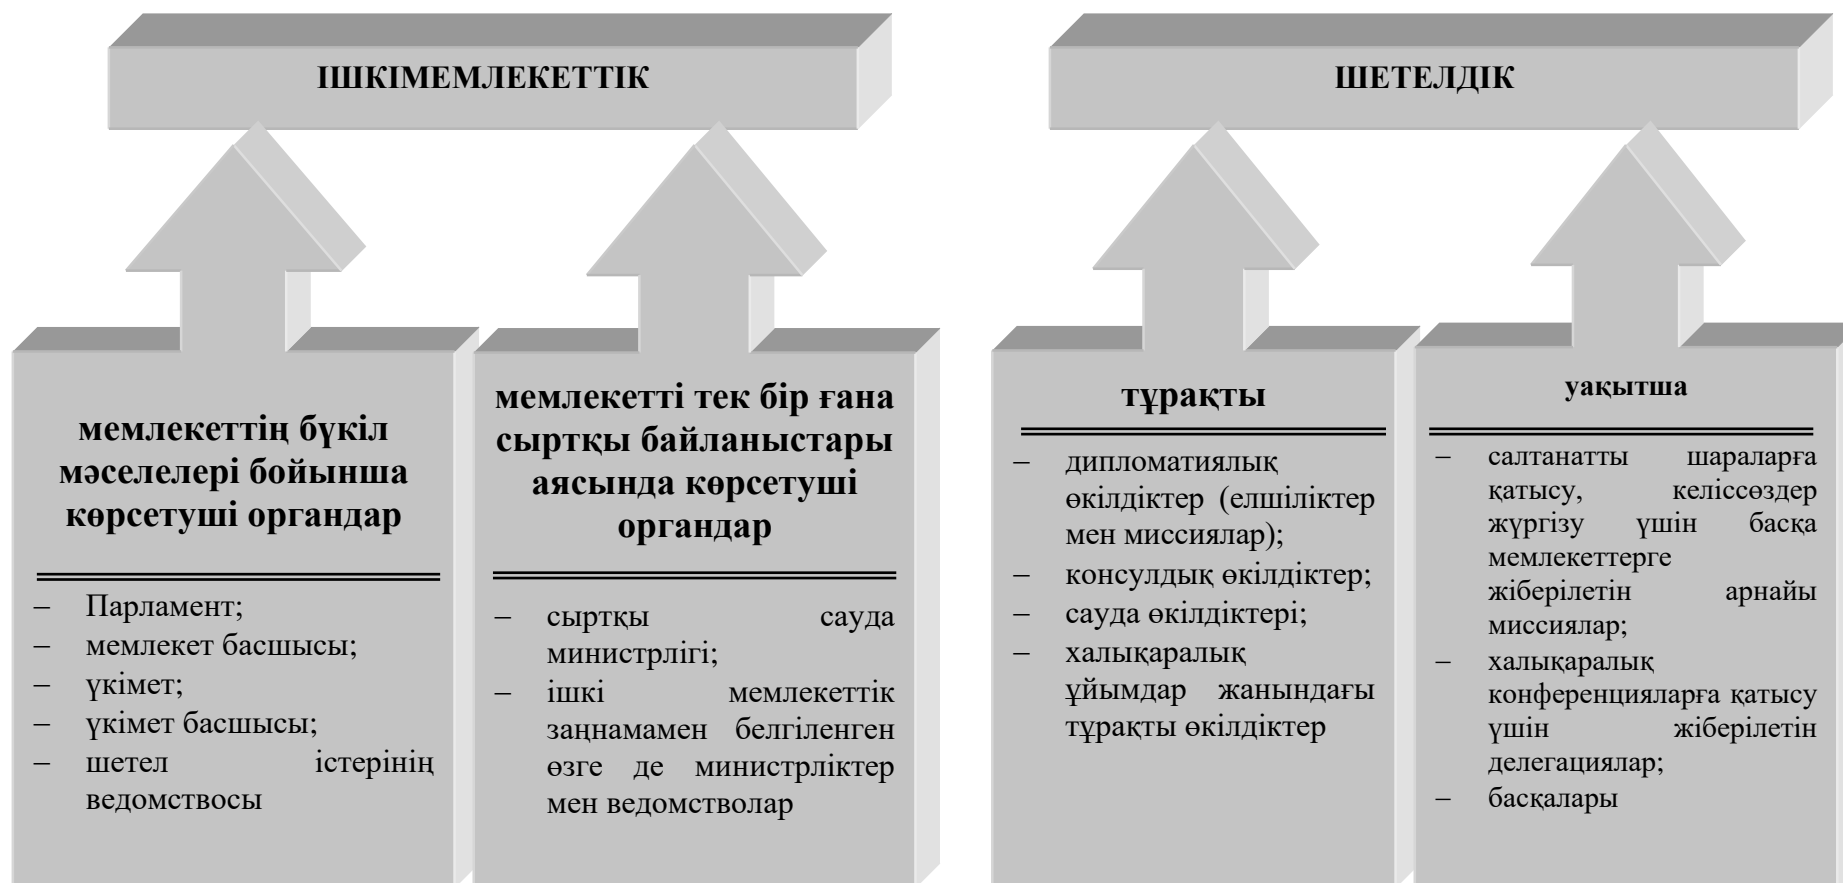 ІШКІМЕМЛЕКЕТТІК
мемлекеттің бүкіл
мәселелері бойынша
көрсетуші органдар
– Парламент;
– мемлекет басшысы;
– үкімет;
– үкімет басшысы;
– шетел істерінің
ведомствосы
мемлекетті тек бір ғана
сыртқы байланыстары
аясында көрсетуші
органдар
– сыртқы сауда
министрлігі;
– ішкі мемлекеттік
заңнамамен белгіленген
өзге де министрліктер
мен ведомстволар
ШЕТЕЛДІК
тұрақты
– дипломатиялық
өкілдіктер (елшіліктер
мен миссиялар);
– консулдық өкілдіктер;
– сауда өкілдіктері;
– халықаралық
ұйымдар жанындағы
тұрақты өкілдіктер
уақытша
– салтанатты шараларға
қатысу, келіссөздер
жүргізу үшін басқа
мемлекеттерге
жіберілетін арнайы
миссиялар;
– халықаралық
конференцияларға қатысу
үшін жіберілетін
делегациялар;
– басқалары